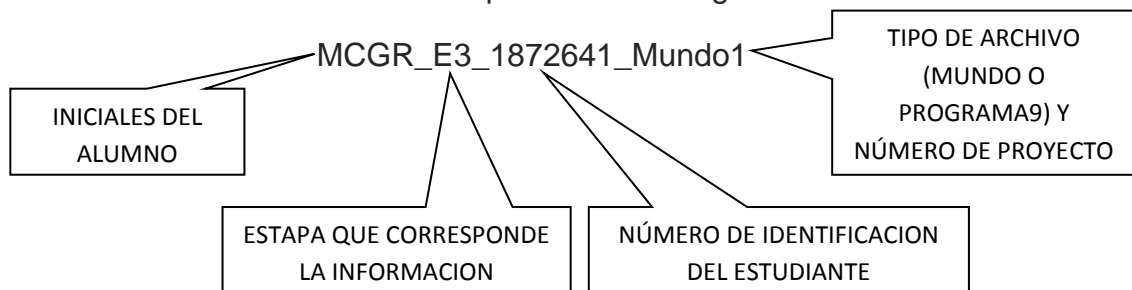 MCGR_E3_1872641_Mundo1
TIPO DE ARCHIVO
(MUNDO O
PROGRAMA9) Y
NÚMERO DE PROYECTO
INICIALES DEL
ALUMNO
ESTAPA QUE CORRESPONDE
LA INFORMACION
NÚMERO DE IDENTIFICACION
DEL ESTUDIANTE